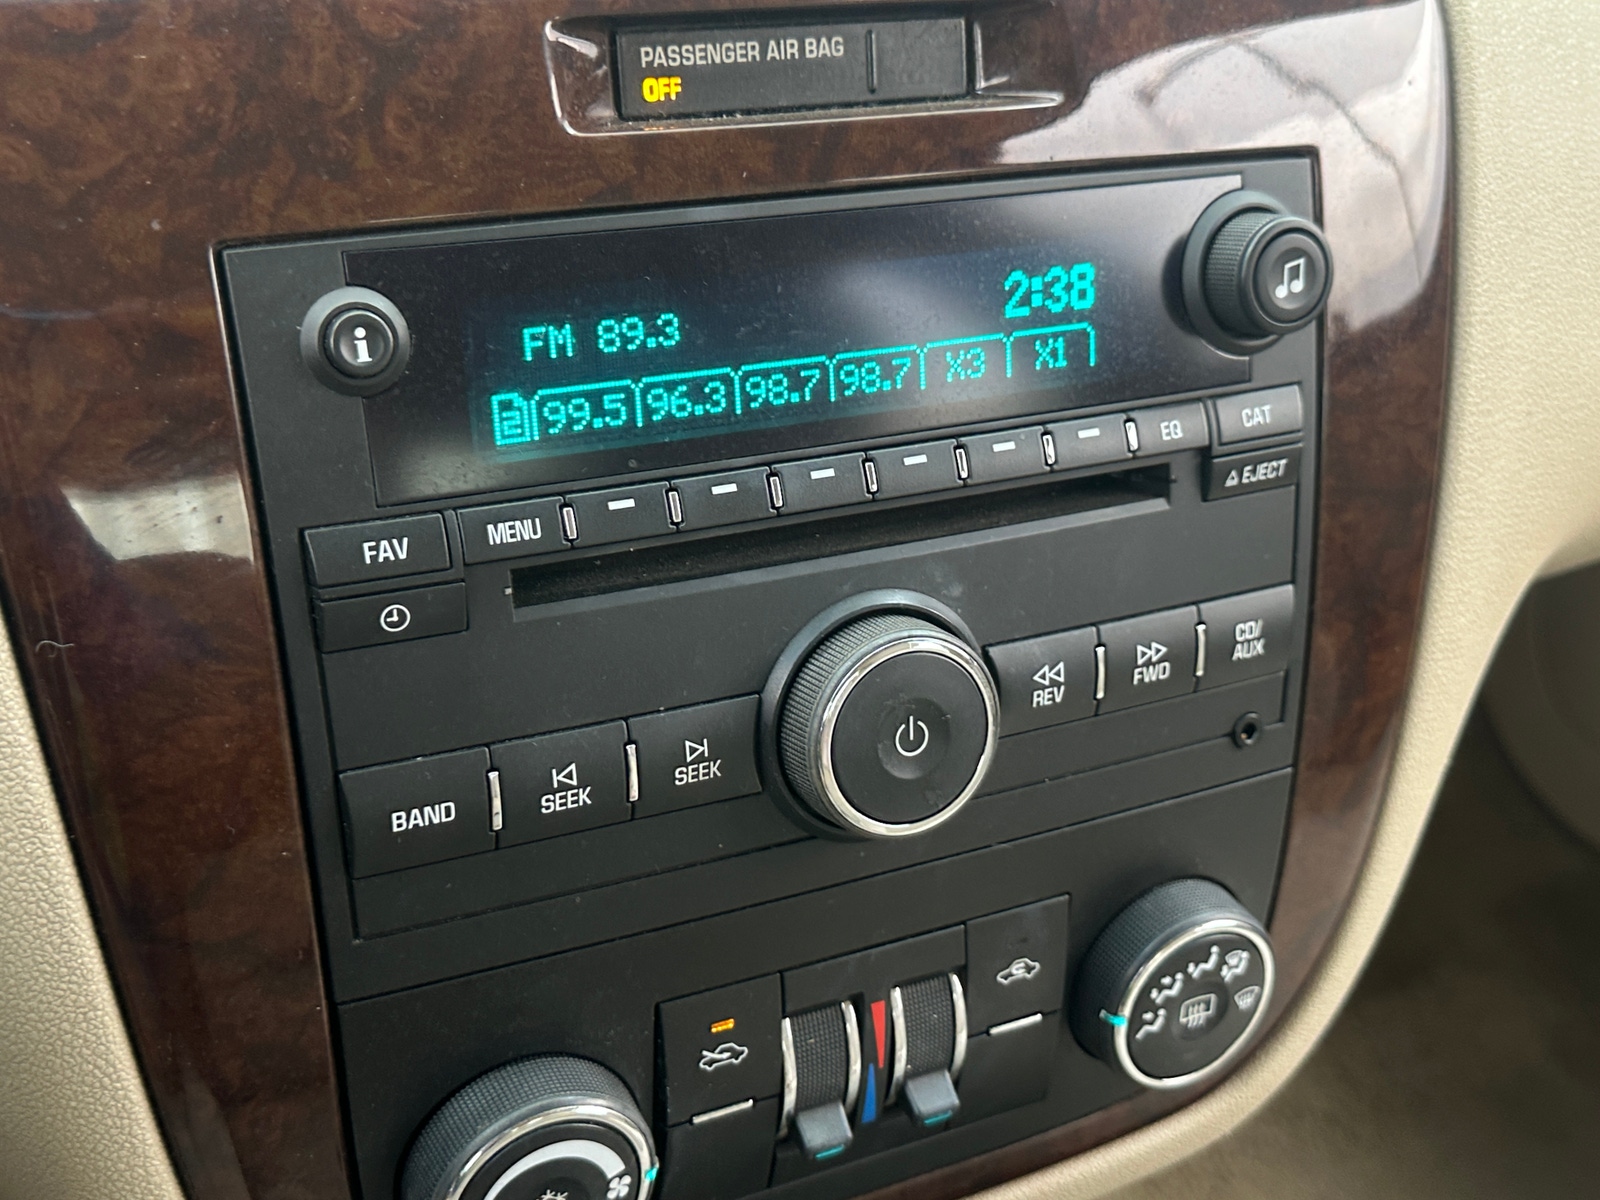 PASSENGER AIR BAG
OFF
2:38
FM 89.3
2 99.5 96.3 98.7 98.7 X3 X1
i
FAV
MENU
EQ
CAT
EJECT
BAND
SEEK
SEEK
REV
FWD
CD/
AUX